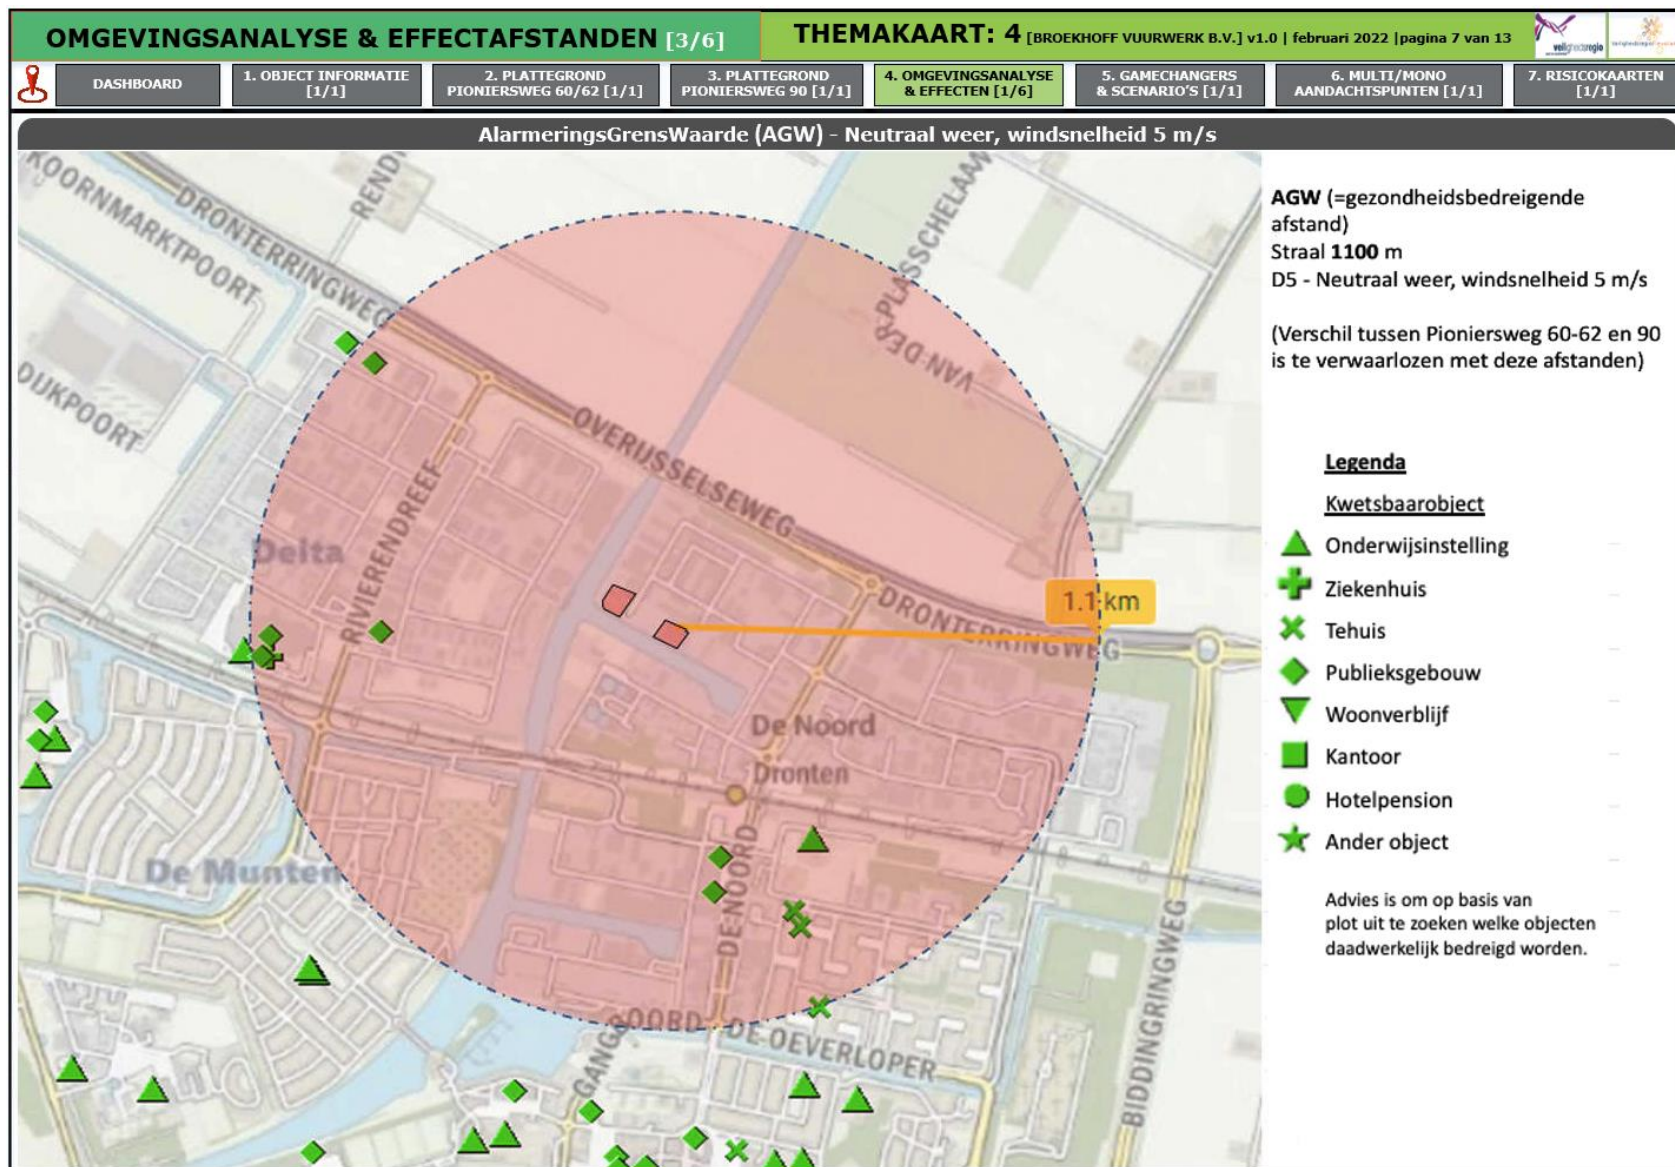 OMGEVINGSANALYSE & EFFECTAFSTANDEN [3/6]
THEMAKAART: 4 [BROEKHOFF VUURWERK B.V.] v1.0 | februari 2022 |pagina 7 van 13
veiligheidsregio
DASHBOARD
1. OBJECT INFORMATIE
[1/1]
2. PLATTEGROND
PIONIERSWEG 60/62 [1/1]
3. PLATTEGROND
PIONIERSWEG 90 [1/1]
4. OMGEVINGSANALYSE
& EFFECTEN [1/6]
5. GAMECHANGERS
& SCENARIO'S [1/1]
6. MULTI/MONO
AANDACHTSPUNTEN [1/1]
7. RISICOKAARTEN
[1/1]
AlarmeringsGrensWaarde (AGW) - Neutraal weer, windsnelheid 5 m/s
KOORNMARKTPOORT
DRONTERRINGWEG
RENDI
DIJKPOORT
VAN DER PLASSCHELAAN
OVERIJSSELSEWEG
RIVIERENDREEF
Delta
1.1 km
DRONTERRINGWEG
De Noord
Dronten
De Munten
DE NOORD
OORD
DE OEVERLOPER
GANGB
BIDDINGRINGWEG
AGW (=gezondheidsbedreigende
afstand)
Straal 1100 m
D5 - Neutraal weer, windsnelheid 5 m/s
(Verschil tussen Pioniersweg 60-62 en 90
is te verwaarlozen met deze afstanden)
Legenda
Kwetsbaarobject
Onderwijsinstelling
Ziekenhuis
Tehuis
Publieksgebouw
Woonverblijf
Kantoor
Hotelpension
Ander object
Advies is om op basis van
plot uit te zoeken welke objecten
daadwerkelijk bedreigd worden.